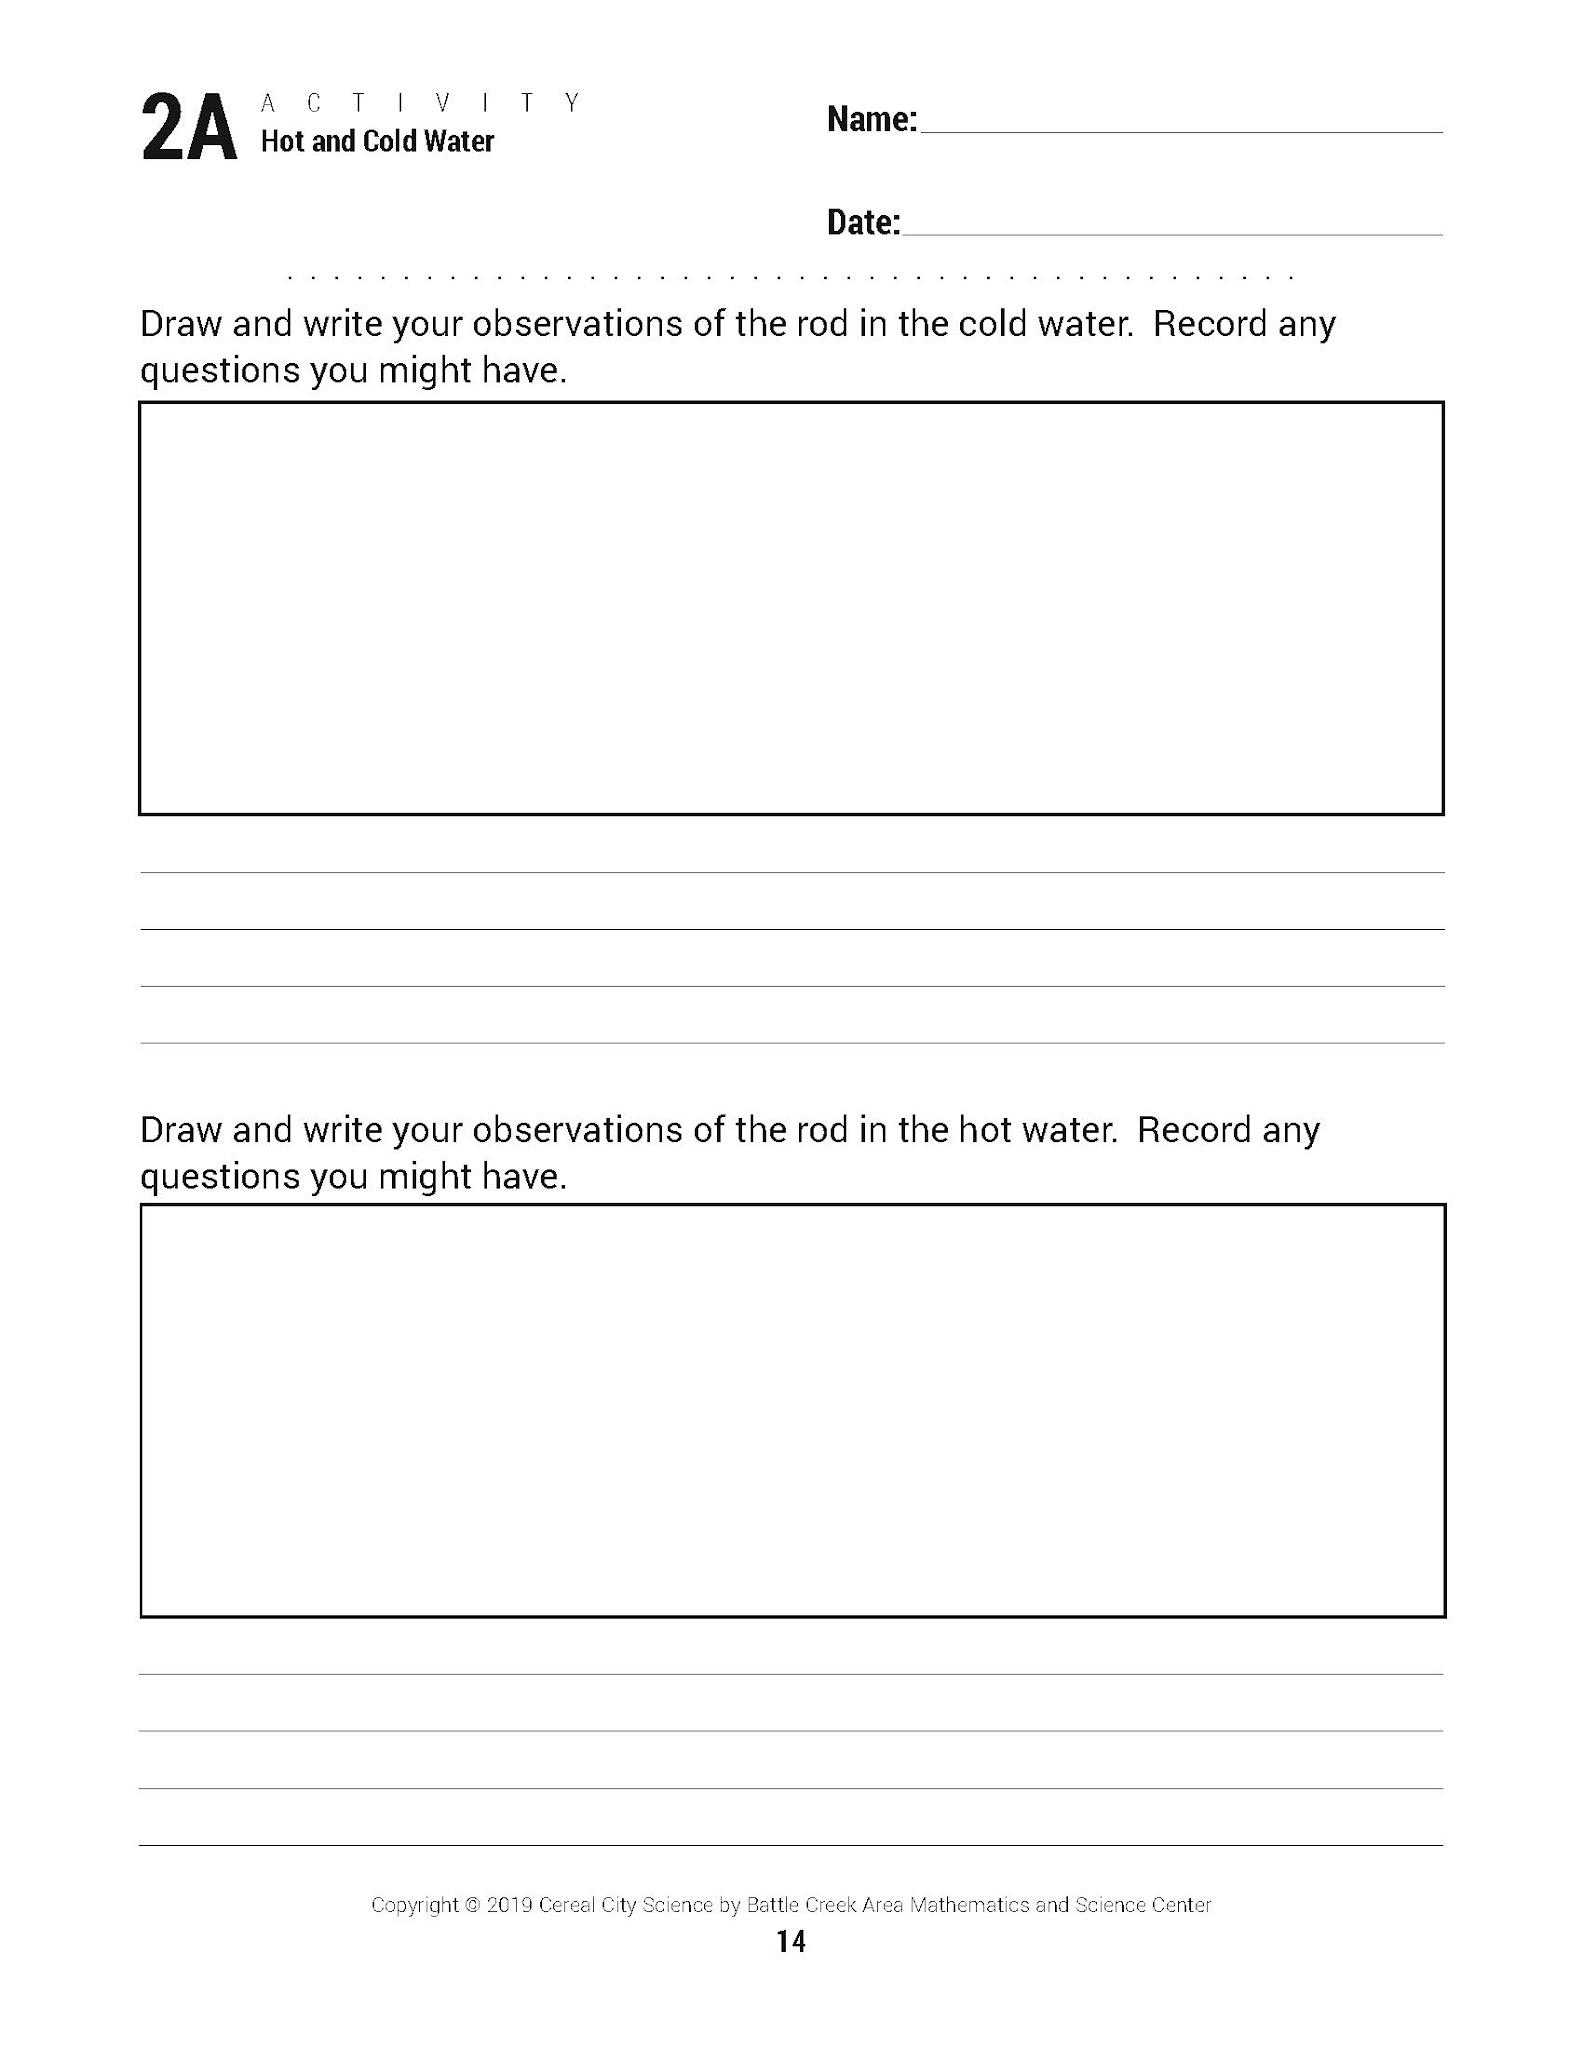 2A
A C T I V I T Y
Hot and Cold Water
Name:
Date:
Draw and write your observations of the rod in the cold water. Record any
questions you might have.
Draw and write your observations of the rod in the hot water. Record any
questions you might have.
Copyright © 2019 Cereal City Science by Battle Creek Area Mathematics and Science Center
14